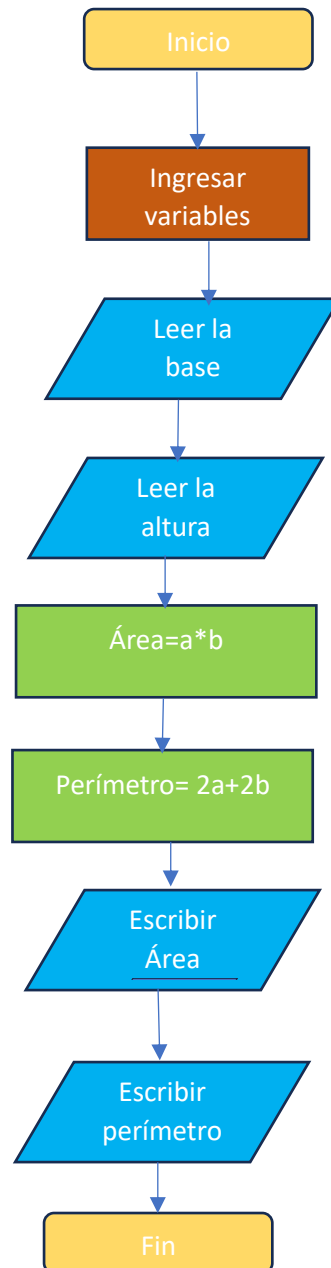 Inicio
Ingresar
variables
Leer la
base
Leer la
altura
Área=a*b
Perímetro= 2a+2b
Escribir
Área
Escribir
perímetro
Fin